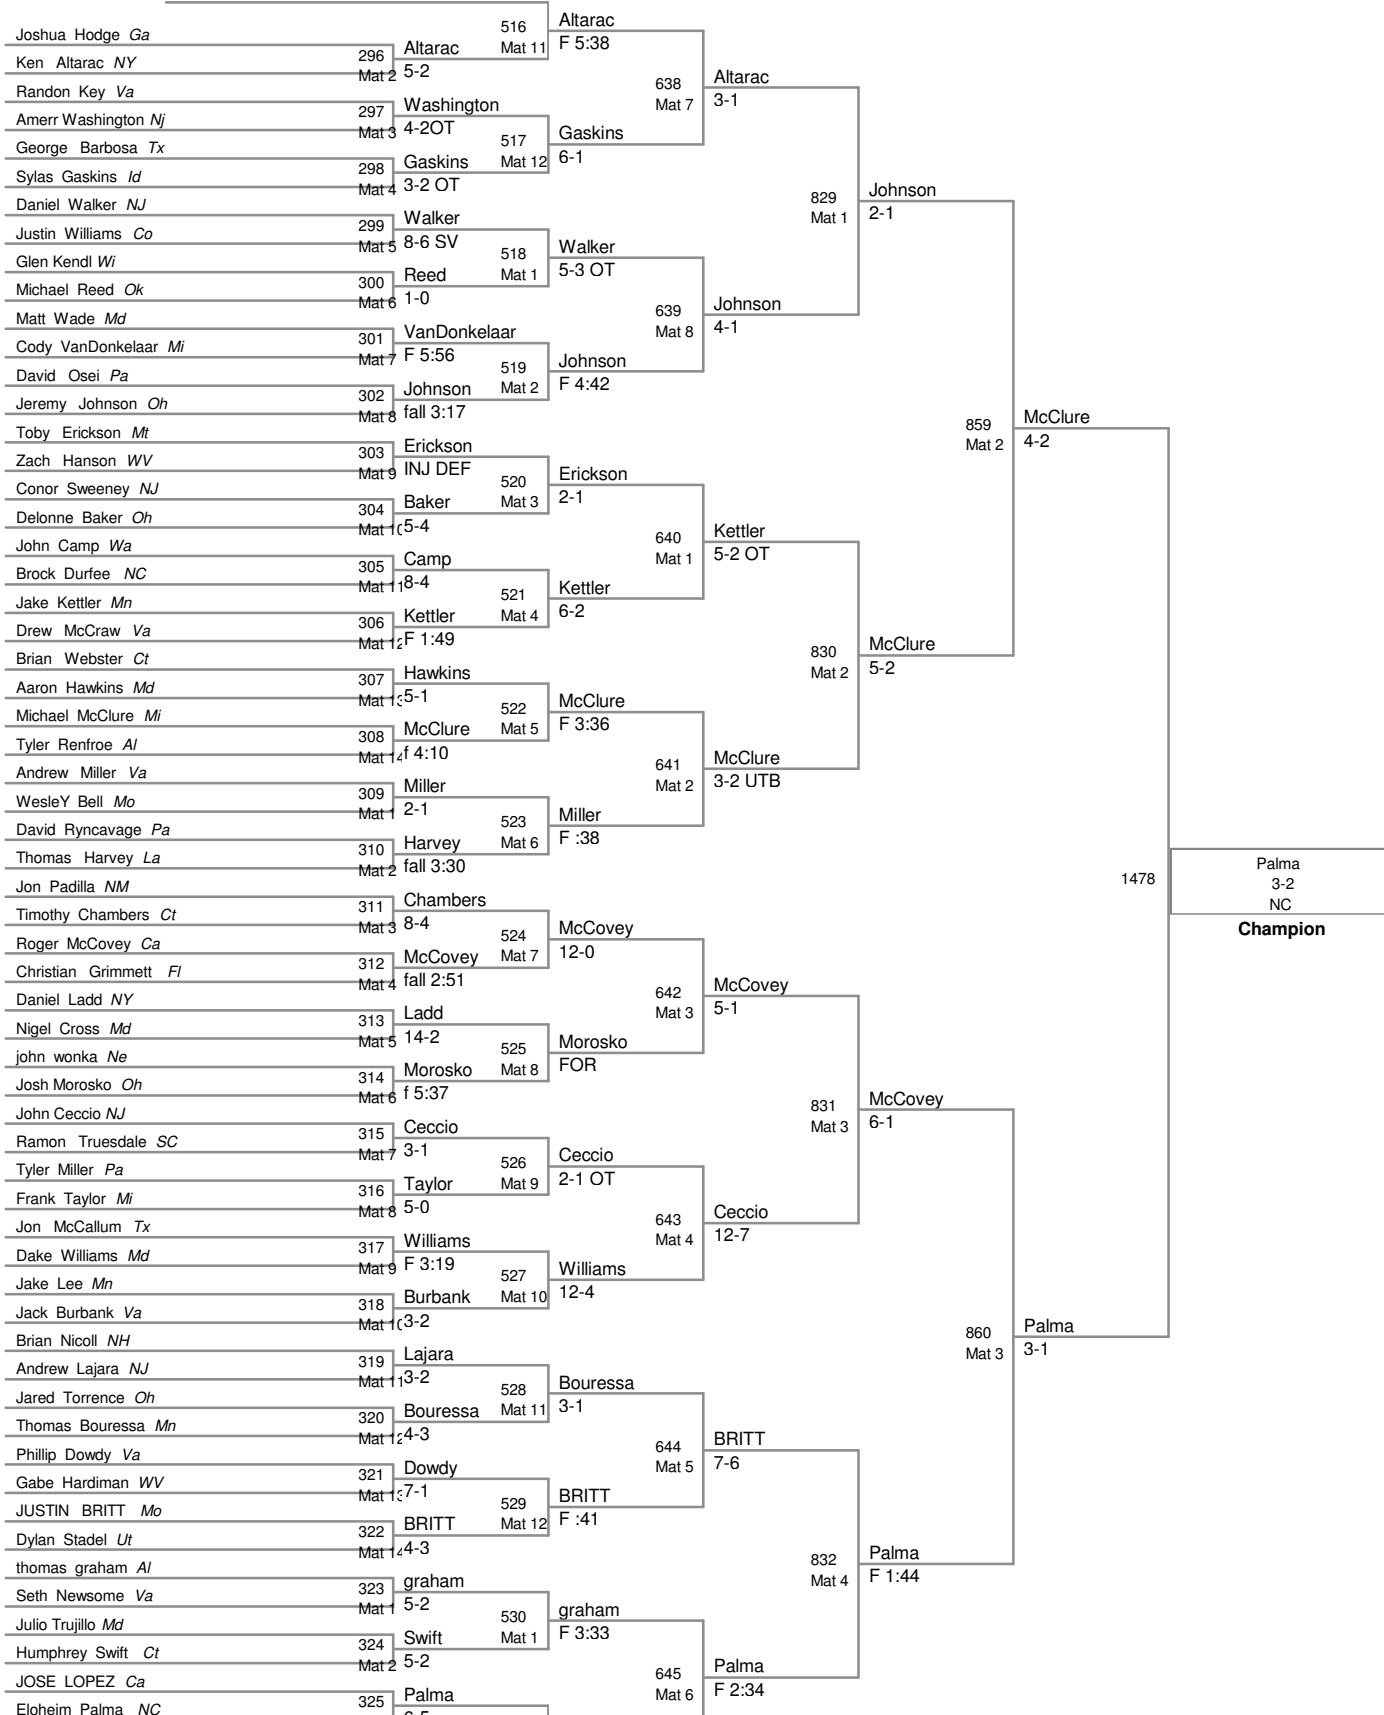 Joshua Hodge Ga
Ken Altarac NY
Randon Key Va
Amerr Washington Nj
George Barbosa Tx
Sylas Gaskins Id
Daniel Walker NJ
Justin Williams Co
Glen Kendl Wi
Michael Reed Ok
Matt Wade Md
Cody VanDonkelaar Mi
David Osei Pa
Jeremy Johnson Oh
Toby Erickson Mt
Zach Hanson WV
Conor Sweeney NJ
Delonne Baker Oh
John Camp Wa
Brock Durfee NC
Jake Kettler Mn
Drew McCraw Va
Brian Webster Ct
Aaron Hawkins Md
Michael McClure Mi
Tyler Renfroe Al
Andrew Miller Va
WesleY Bell Mo
David Ryncavage Pa
Thomas Harvey La
Jon Padilla NM
Timothy Chambers Ct
Roger McCovey Ca
Christian Grimmett Fl
Daniel Ladd NY
Nigel Cross Md
john wonka Ne
Josh Morosko Oh
John Ceccio NJ
Ramon Truesdale SC
Tyler Miller Pa
Frank Taylor Mi
Jon McCallum Tx
Dake Williams Md
Jake Lee Mn
Jack Burbank Va
Brian Nicoll NH
Andrew Lajara NJ
Jared Torrence Oh
Thomas Bouressa Mn
Phillip Dowdy Va
Gabe Hardiman WV
JUSTIN BRITT Mo
Dylan Stadel Ut
thomas graham Al
Seth Newsome Va
Julio Trujillo Md
Humphrey Swift Ct
JOSE LOPEZ Ca
Eloheim Palma NC
296
Mat 2
Altarac
5-2
297
Mat 3
Washington
4-2OT
298
Mat 4
Gaskins
3-2 OT
299
Mat 5
Walker
8-6 SV
300
Mat 6
Reed
1-0
301
Mat 7
VanDonkelaar
F 5:56
302
Mat 8
Johnson
fall 3:17
303
Mat 9
Erickson
INJ DEF
304
Mat 10
Baker
5-4
305
Mat 11
Camp
8-4
306
Mat 12
Kettler
F 1:49
307
Mat 13
Hawkins
5-1
308
Mat 14
McClure
f 4:10
309
Mat 1
Miller
2-1
310
Mat 2
Harvey
fall 3:30
311
Mat 3
Chambers
8-4
312
Mat 4
McCovey
fall 2:51
313
Mat 5
Ladd
14-2
314
Mat 6
Morosko
f 5:37
315
Mat 7
Ceccio
3-1
316
Mat 8
Taylor
5-0
317
Mat 9
Williams
F 3:19
318
Mat 10
Burbank
3-2
319
Mat 11
Lajara
3-2
320
Mat 12
Bouressa
4-3
321
Mat 13
Dowdy
7-1
322
Mat 14
BRITT
4-3
323
Mat 1
graham
5-2
324
Mat 2
Swift
5-2
325
Palma
516
Mat 11
Altarac
F 5:38
517
Mat 12
Gaskins
6-1
518
Mat 1
Walker
5-3 OT
519
Mat 2
Johnson
F 4:42
520
Mat 3
Erickson
2-1
521
Mat 4
Kettler
6-2
522
Mat 5
McClure
F 3:36
523
Mat 6
Miller
F :38
524
Mat 7
McCovey
12-0
525
Mat 8
Morosko
FOR
526
Mat 9
Ceccio
2-1 OT
527
Mat 10
Williams
12-4
528
Mat 11
Bouressa
3-1
529
Mat 12
BRITT
F :41
530
Mat 1
graham
F 3:33
638
Mat 7
Altarac
3-1
639
Mat 8
Johnson
4-1
640
Mat 1
Kettler
5-2 OT
641
Mat 2
McClure
3-2 UTB
642
Mat 3
McCovey
5-1
643
Mat 4
Ceccio
12-7
644
Mat 5
BRITT
7-6
645
Mat 6
Palma
F 2:34
829
Mat 1
Johnson
2-1
830
Mat 2
McClure
5-2
831
Mat 3
McCovey
6-1
832
Mat 4
Palma
F 1:44
859
Mat 2
McClure
4-2
860
Mat 3
Palma
3-1
1478
Palma
3-2
NC
Champion